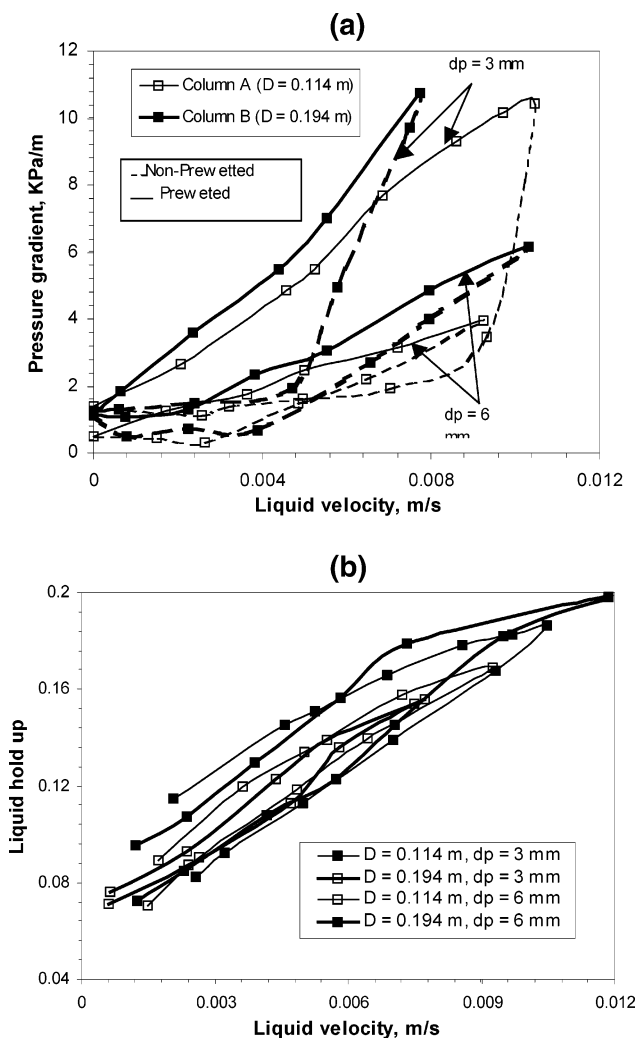 (a)
12
10
8
6
4
2
0
Pressure gradient, KPa/m
Column A (D = 0.114 m)
Column B (D = 0.194 m)
Non-Prewetted
Preweted
dp = 3 mm
dp = 6
mm
0
0.004
0.008
0.012
Liquid velocity, m/s
(b)
0.2
0.16
0.12
0.08
0.04
Liquid hold up
D = 0.114 m, dp = 3 mm
D = 0.194 m, dp = 3 mm
D = 0.114 m, dp = 6 mm
D = 0.194 m, dp = 6 mm
0
0.003
0.006
0.009
0.012
Liquid velocity, m/s